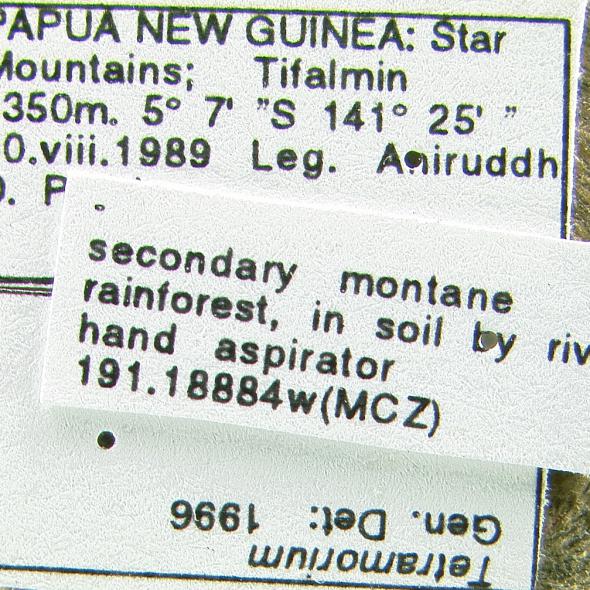 PAPUA NEW GUINEA: Star
Mountains; Tifalmin
350m. 5° 7' "S 141° 25' "
0.viii.1989 Leg. Aniruddh
secondary montane
rainforest, in soil by riv
hand aspirator
191.18884w(MCZ)
Tetramorium
Gen. Det: 1996